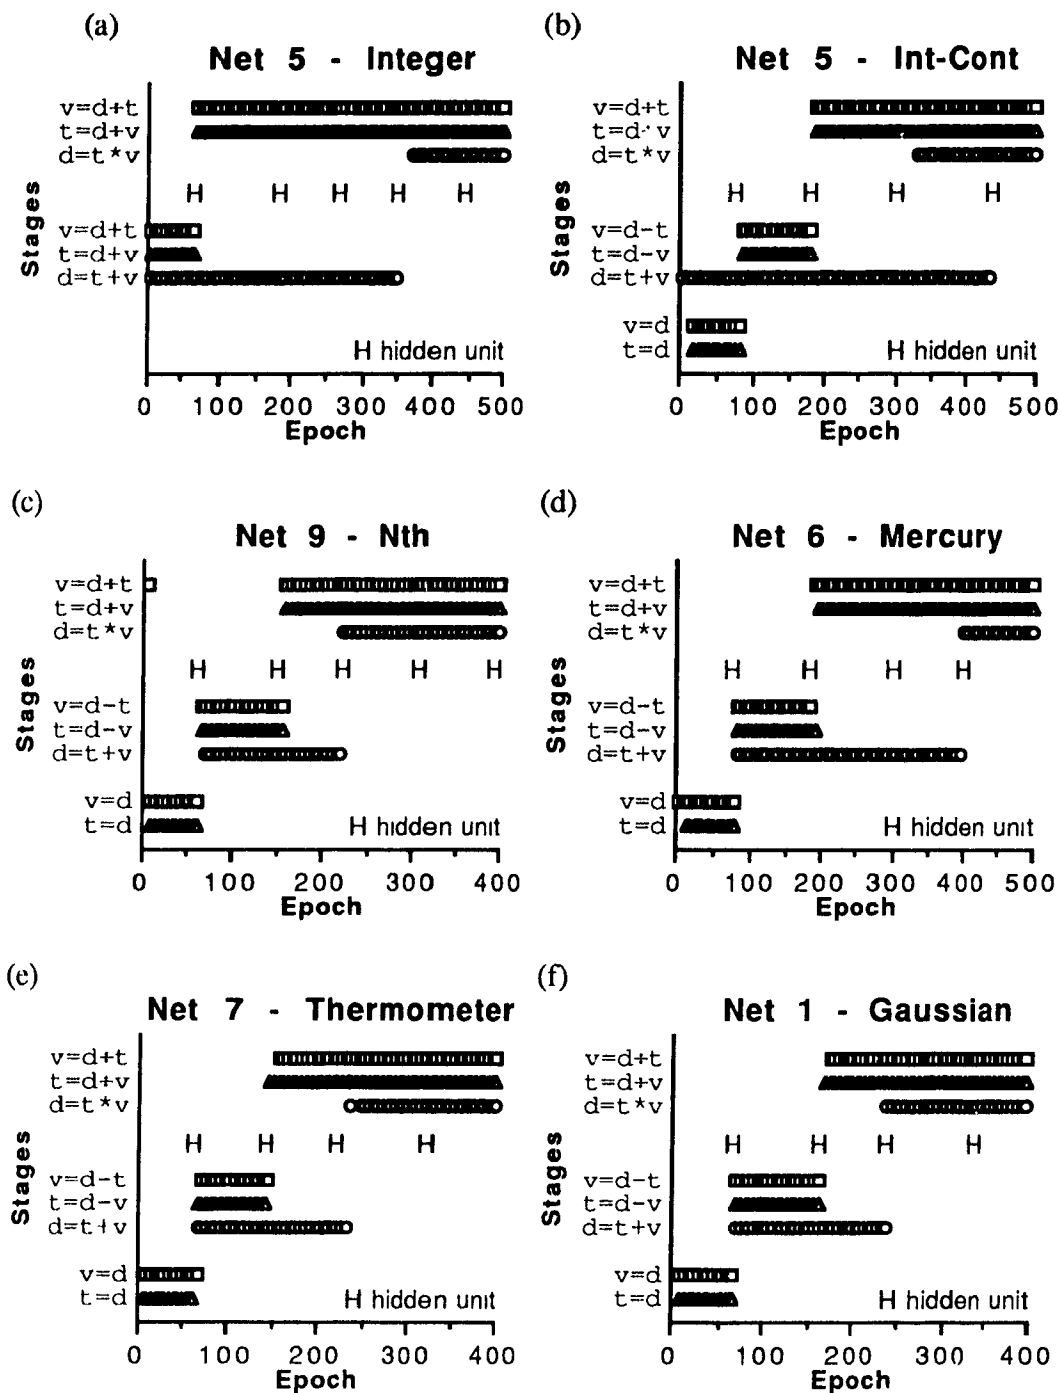 (a)
Net 5 - Integer
v=d+t
t=d+v
d=t*v
H H H H H
v=d+t
t=d+v
d=t+v
H hidden unit
Stages
0 100 200 300 400 500
Epoch
(b)
Net 5 - Int-Cont
v=d+t
t=d·v
d=t*v
H H H H
v=d-t
t=d-v
d=t+v
v=d
t=d
H hidden unit
0 100 200 300 400 500
Epoch
(c)
Net 9 - Nth
v=d+t
t=d+v
d=t*v
H H H H H
v=d-t
t=d-v
d=t+v
v=d
t=d
H hidden unit
Stages
0 100 200 300 400
Epoch
(d)
Net 6 - Mercury
v=d+t
t=d+v
d=t*v
H H H H
v=d-t
t=d-v
d=t+v
v=d
t=d
H hidden unit
Stages
0 100 200 300 400 500
Epoch
(e)
Net 7 - Thermometer
v=d+t
t=d+v
d=t*v
H H H H
v=d-t
t=d-v
d=t+v
v=d
t=d
H hidden unit
Stages
0 100 200 300 400
Epoch
(f)
Net 1 - Gaussian
v=d+t
t=d+v
d=t*v
H H H H
v=d-t
t=d-v
d=t+v
v=d
t=d
H hidden unit
Stages
0 100 200 300 400
Epoch
Stages